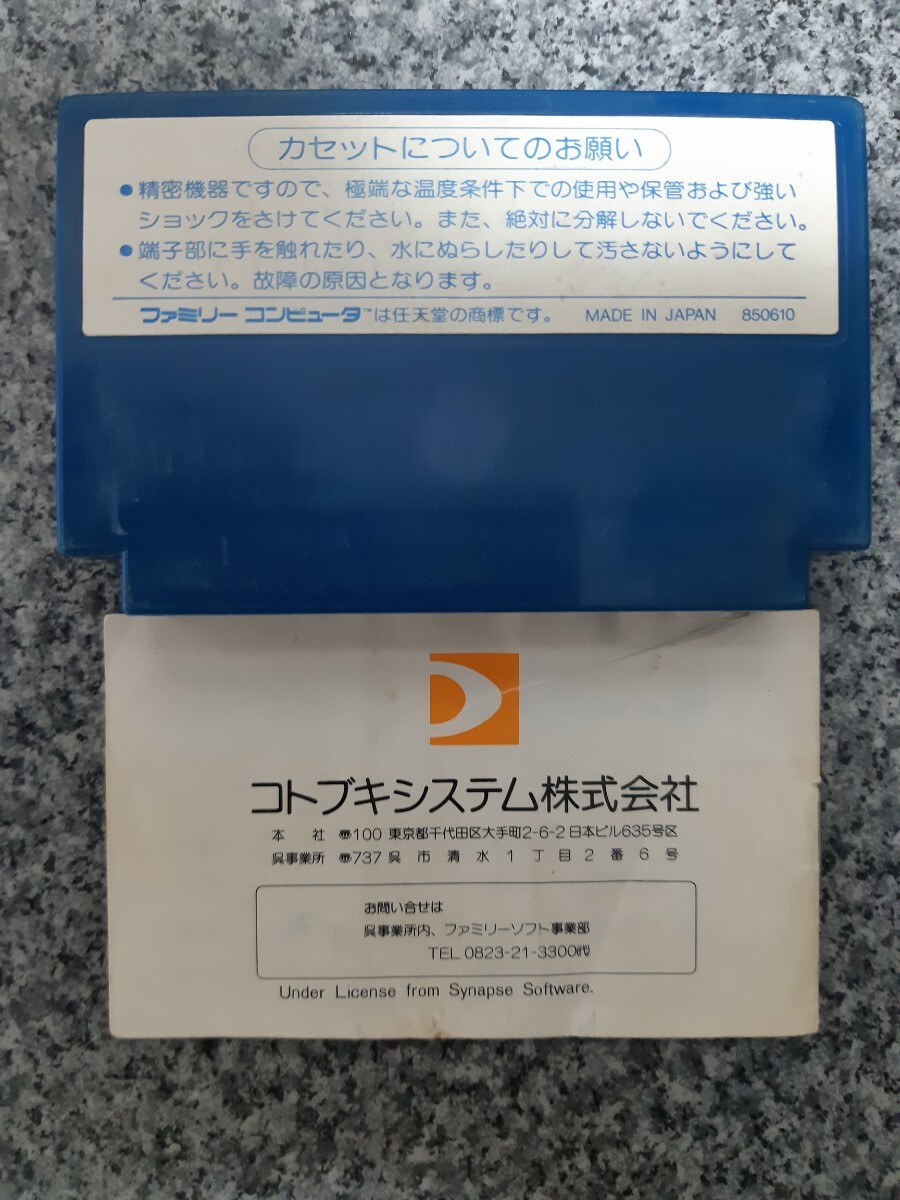 カセットについてのお願い
●精密機器ですので、極端な温度条件下での使用や保管および強い
ショックをさけてください。また、絶対に分解しないでください。
●端子部に手を触れたり、水にぬらしたりして汚さないようにして
ください。故障の原因となります。
ファミリー コンピュータ™は任天堂の商標です。 MADE IN JAPAN 850610
コトブキシステム株式会社
本社 〠100 東京都千代田区大手町2-6-2日本ビル635号区
呉事業所 〠737 呉市清水1丁目2番6号
お問い合せは
呉事業所内、ファミリーソフト事業部
TEL 0823-21-3300㈹
Under License from Synapse Software.